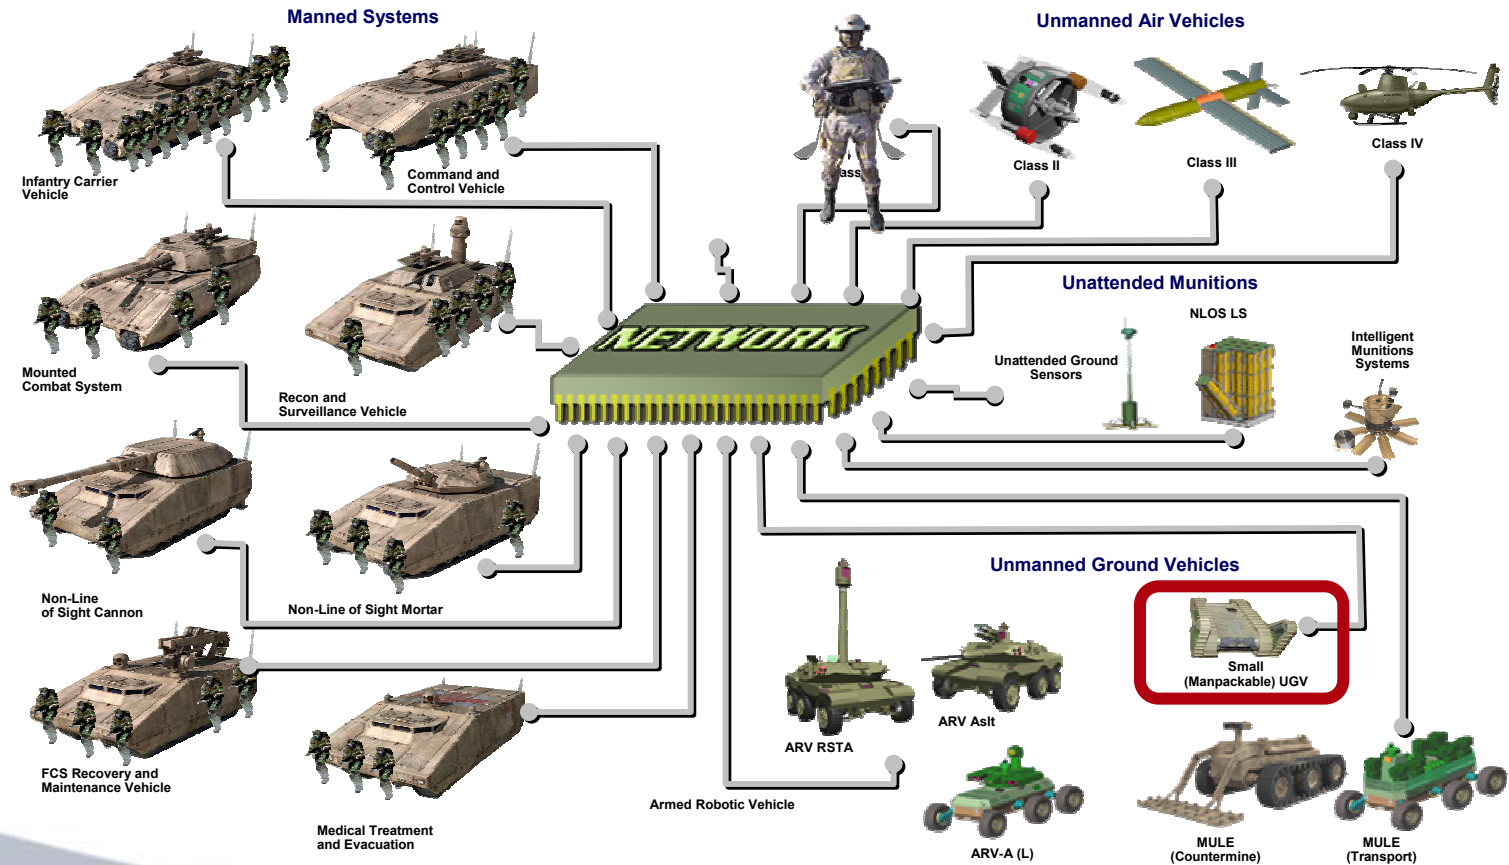 Manned Systems
Unmanned Air Vehicles
Infantry Carrier
Vehicle
Command and
Control Vehicle
Class II
Class III
Class IV
Mounted
Combat System
Recon and
Surveillance Vehicle
NETWORK
Unattended Munitions
NLOS LS
Unattended Ground
Sensors
Intelligent
Munitions
Systems
Non-Line
of Sight Cannon
Non-Line of Sight Mortar
Unmanned Ground Vehicles
Small
(Manpackable) UGV
ARV RSTA
ARV Aslt
FCS Recovery and
Maintenance Vehicle
Medical Treatment
and Evacuation
Armed Robotic Vehicle
ARV-A (L)
MULE
(Countermine)
MULE
(Transport)